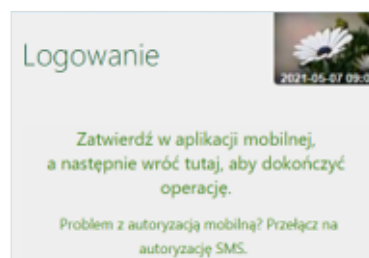 Logowanie
2021-05-07 09:0
Zatwierdź w aplikacji mobilnej,
a następnie wróć tutaj, aby dokończyć
operację.
Problem z autoryzacją mobilną? Przełącz na
autoryzację SMS.